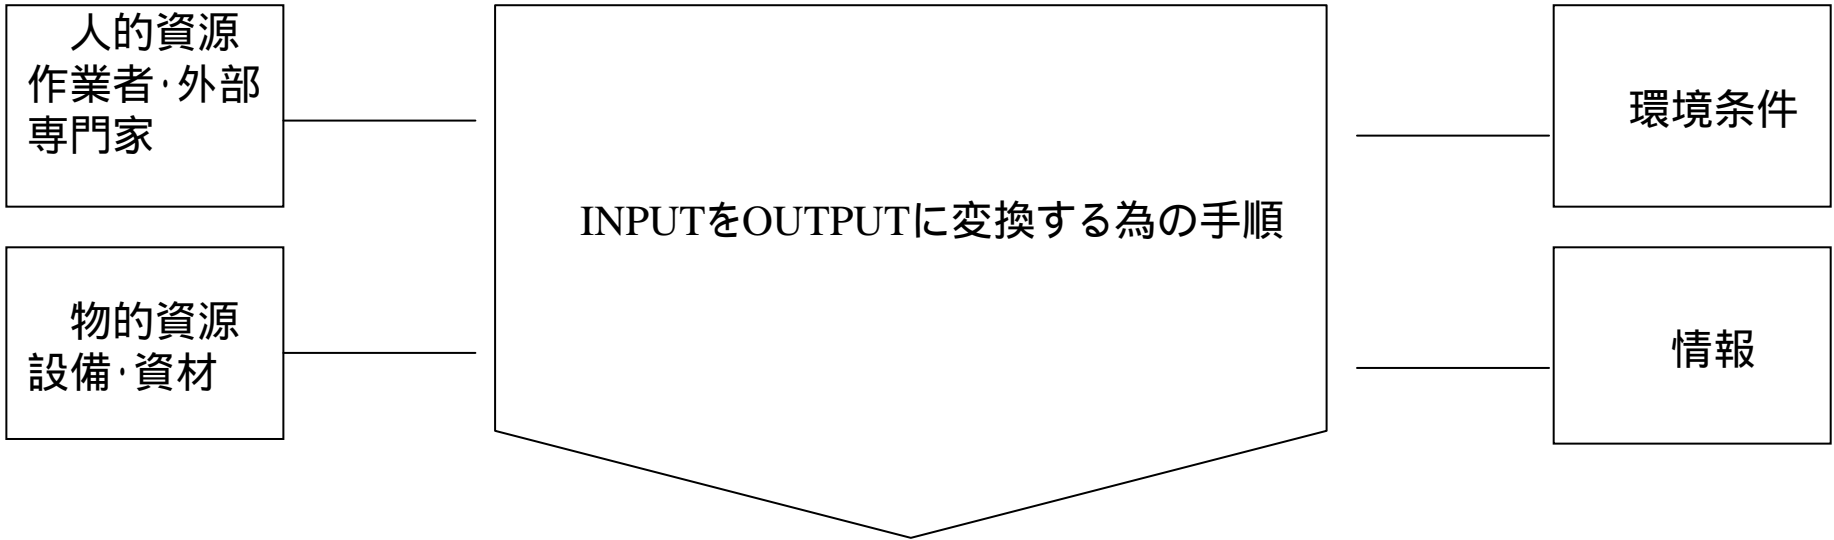 人的資源
作業者･外部
専門家
INPUTをOUTPUTに変換する為の手順
環境条件
物的資源
設備･資材
情報